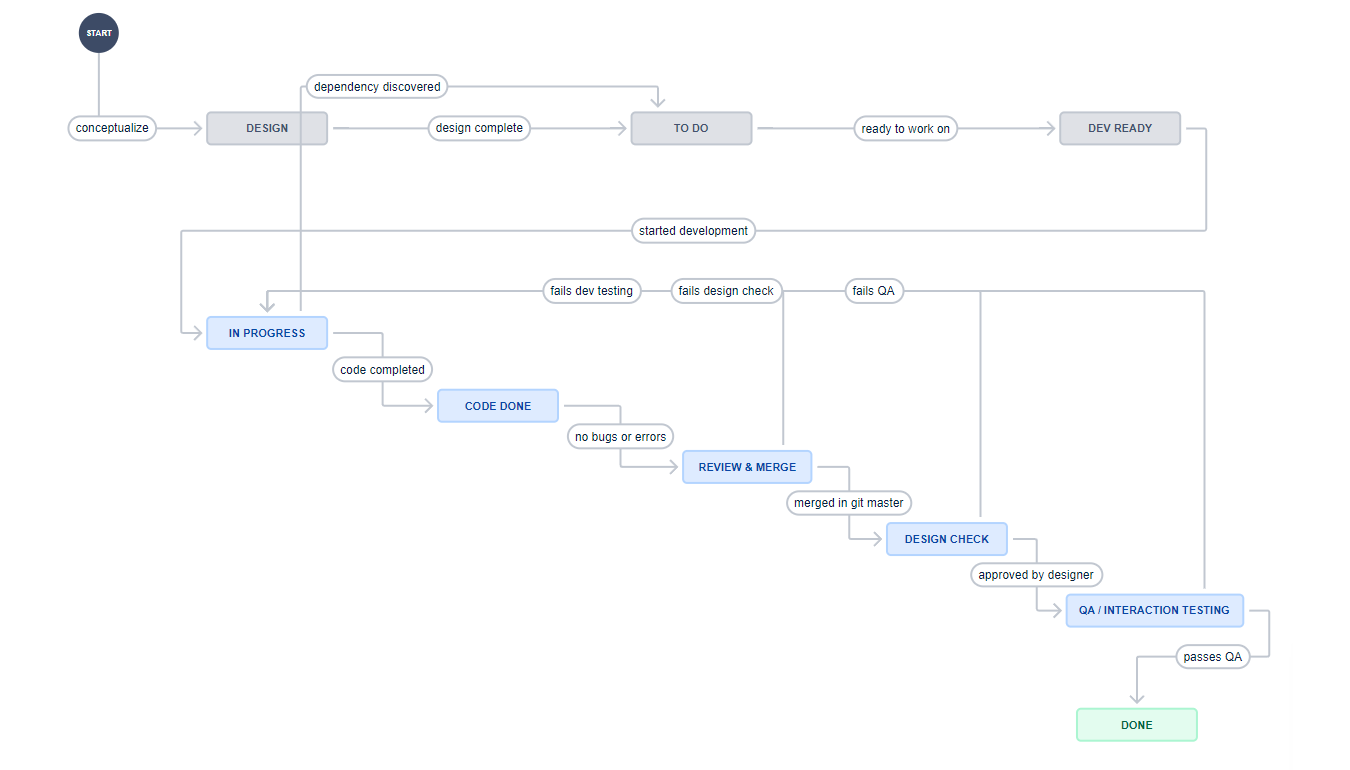 START
dependency discovered
conceptualize
DESIGN
design complete
TO DO
ready to work on
DEV READY
started development
fails dev testing
fails design check
fails QA
IN PROGRESS
code completed
CODE DONE
no bugs or errors
REVIEW & MERGE
merged in git master
DESIGN CHECK
approved by designer
QA / INTERACTION TESTING
passes QA
DONE